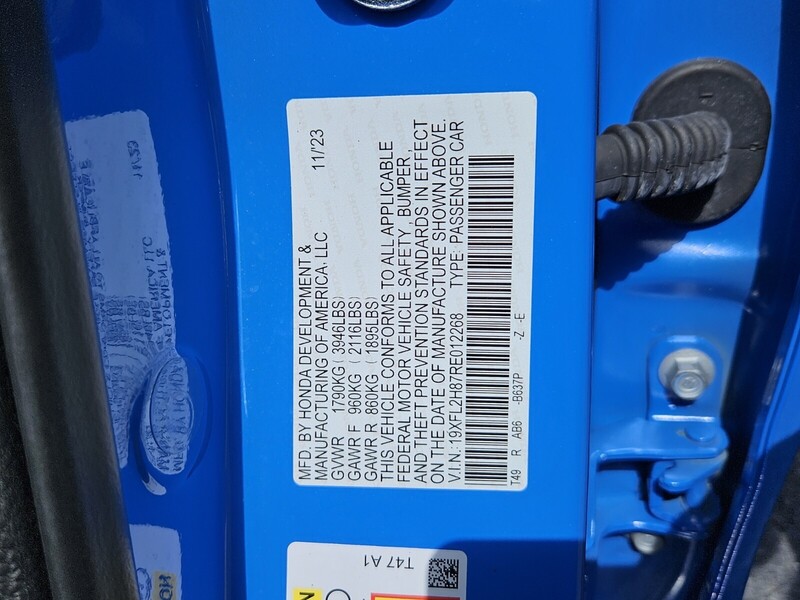 MFD. BY HONDA DEVELOPMENT &
MANUFACTURING OF AMERICA, LLC 11/'23
GVWR 1790KG (3946LBS)
GAWR F 960KG (2116LBS)
GAWR R 860KG (1895LBS)
THIS VEHICLE CONFORMS TO ALL APPLICABLE
FEDERAL MOTOR VEHICLE SAFETY, BUMPER,
AND THEFT PREVENTION STANDARDS IN EFFECT
ON THE DATE OF MANUFACTURE SHOWN ABOVE.
V.I.N.:19XFL2H87RE012268 TYPE: PASSENGER CAR
T49 R AB6 -B637P -Z -E
T47 A1